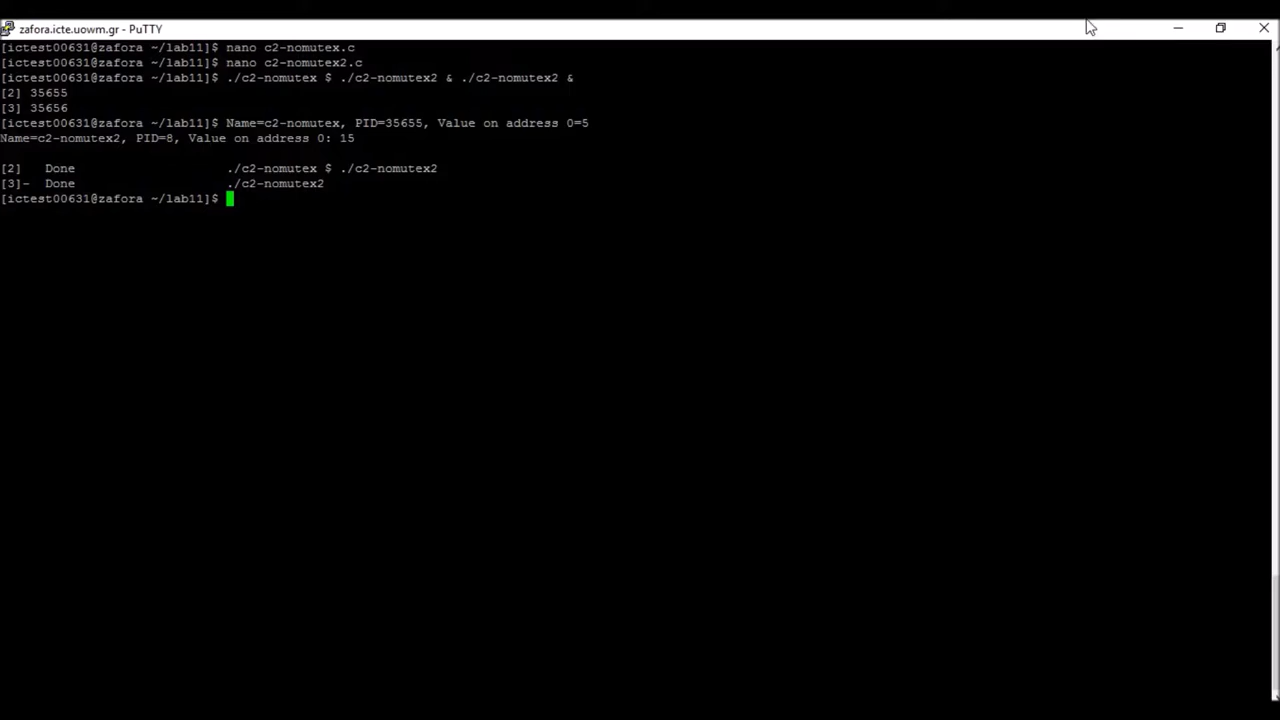 zafora.icte.uowm.gr - PuTTY
[ictest00631@zafora ~/lab11]$ nano c2-nomutex.c
[ictest00631@zafora ~/lab11]$ nano c2-nomutex2.c
[ictest00631@zafora ~/lab11]$ ./c2-nomutex $ ./c2-nomutex2 & ./c2-nomutex2 &
[2] 35655
[3] 35656
[ictest00631@zafora ~/lab11]$ Name=c2-nomutex, PID=35655, Value on address 0=5
Name=c2-nomutex2, PID=8, Value on address 0: 15
[2]   Done                    ./c2-nomutex $ ./c2-nomutex2
[3]-  Done                    ./c2-nomutex2
[ictest00631@zafora ~/lab11]$